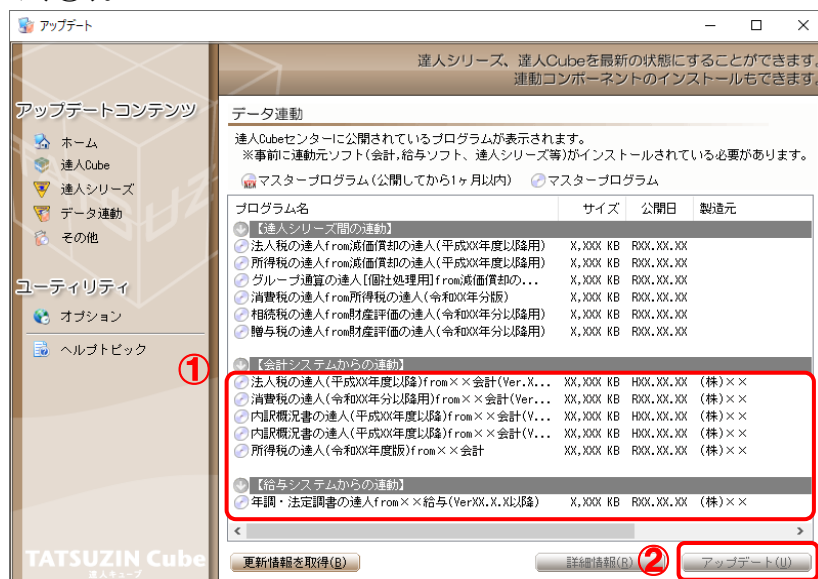 アップデート
達人シリーズ、達人Cubeを最新の状態にすることができます。
連動コンポーネントのインストールもできます。
アップデートコンテンツ
ホーム
達人Cube
達人シリーズ
データ連動
その他
ユーティリティ
オプション
ヘルプトピック
データ連動
達人Cubeセンターに公開されているプログラムが表示されます。
※事前に連動元ソフト(会計,給与ソフト、達人シリーズ等)がインストールされている必要があります。
マスタープログラム(公開してから1ヶ月以内) マスタープログラム
プログラム名 サイズ 公開日 製造元
【達人シリーズ間の連動】
法人税の達人from減価償却の達人(平成XX年度以降用) X,XXX KB RXX.XX.XX
所得税の達人from減価償却の達人(平成XX年度以降用) X,XXX KB RXX.XX.XX
グループ通算の達人[個社処理用]from減価償却の... X,XXX KB RXX.XX.XX
消費税の達人from所得税の達人(令和XX年分版) X,XXX KB RXX.XX.XX
相続税の達人from財産評価の達人(令和XX年分以降用) X,XXX KB RXX.XX.XX
贈与税の達人from財産評価の達人(令和XX年分以降用) X,XXX KB RXX.XX.XX
①
【会計システムからの連動】
法人税の達人(平成XX年度以降)from××会計(Ver.X... XX,XXX KB HXX.XX.XX (株)××
消費税の達人(令和XX年分以降用)from××会計(Ver... XX,XXX KB HXX.XX.XX (株)××
内訳概況書の達人(平成XX年度以降)from××会計(V... XX,XXX KB HXX.XX.XX (株)××
内訳概況書の達人(平成XX年度以降)from××会計(V... XX,XXX KB RXX.XX.XX (株)××
所得税の達人(令和XX年度版)from××会計 XX,XXX KB RXX.XX.XX (株)××
【給与システムからの連動】
年調・法定調書の達人from××給与(VerXX.X.X以降) X,XXX KB RXX.XX.XX (株)××
TATSUZIN Cube
達人キューブ
更新情報を取得(B) 詳細情報(R) ② アップデート(U)